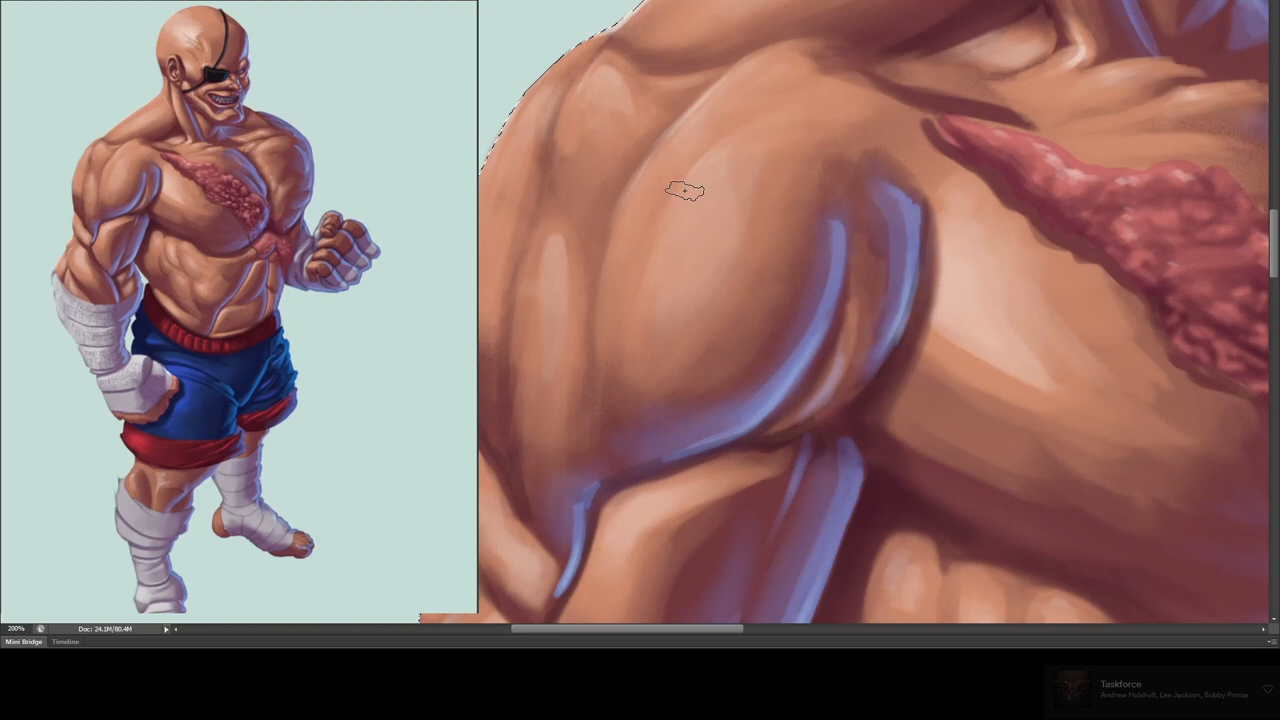 200%
Doc: 24.1M/80.4M
Mini Bridge
Timeline
Taskforce
Andrew Hulshult, Lee Jackson, Bobby Prince